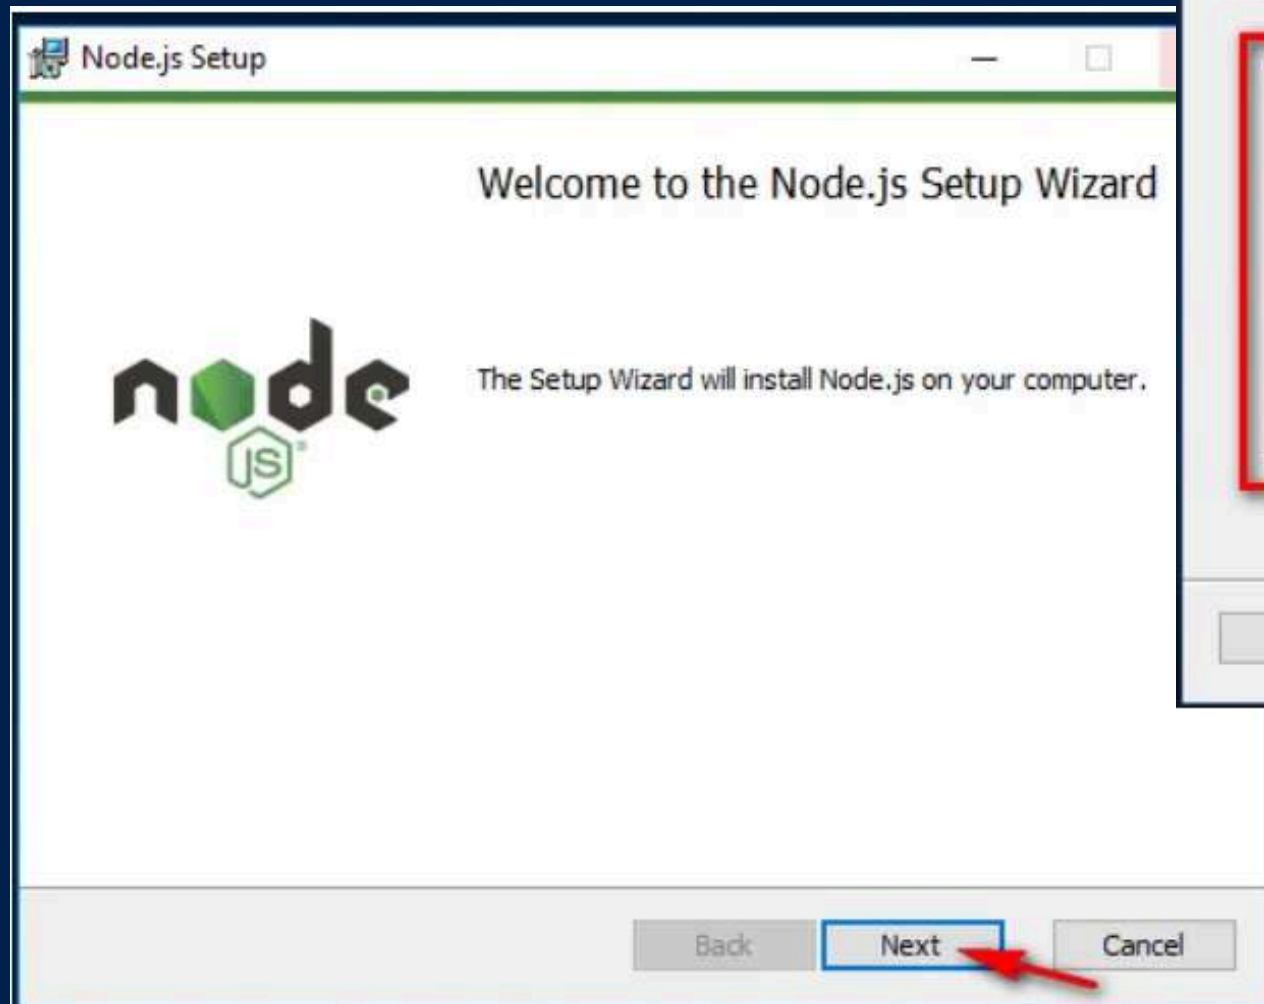 Node.js Setup
Welcome to the Node.js Setup Wizard
node
JS
The Setup Wizard will install Node.js on your computer.
Back
Next
Cancel